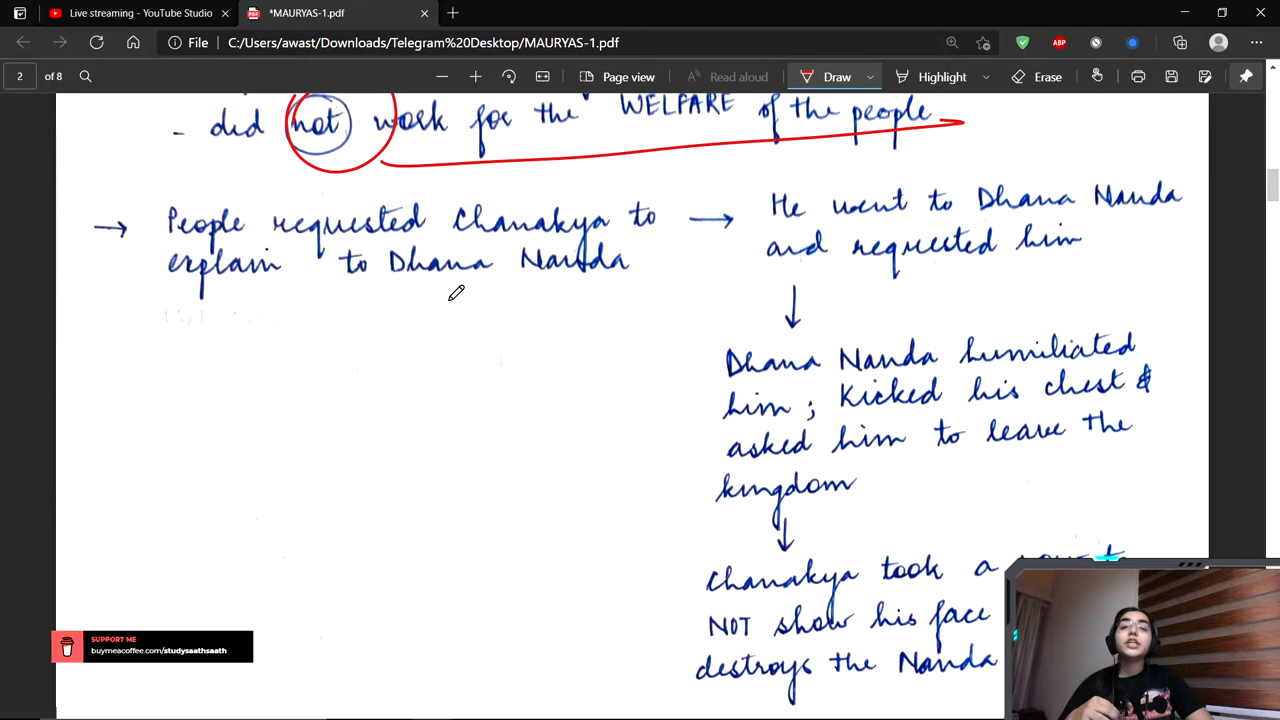 Live streaming - YouTube Studio
*MAURYAS-1.pdf
File
C:/Users/awast/Downloads/Telegram%20Desktop/MAURYAS-1.pdf
2 of 8
Page view
Read aloud
Draw
Highlight
Erase
ABP
- did not work for the WELFARE of the people
→ People requested Chanakya to
explain to Dhana Nanda
→ He went to Dhana Nanda
and requested him
↓
Dhana Nanda humiliated
him; Kicked his chest &
asked him to leave the
kingdom
↓
Chanakya took a
NOT show his face
destroys the Nanda
SUPPORT ME
buymeacoffee.com/studysaathsaath